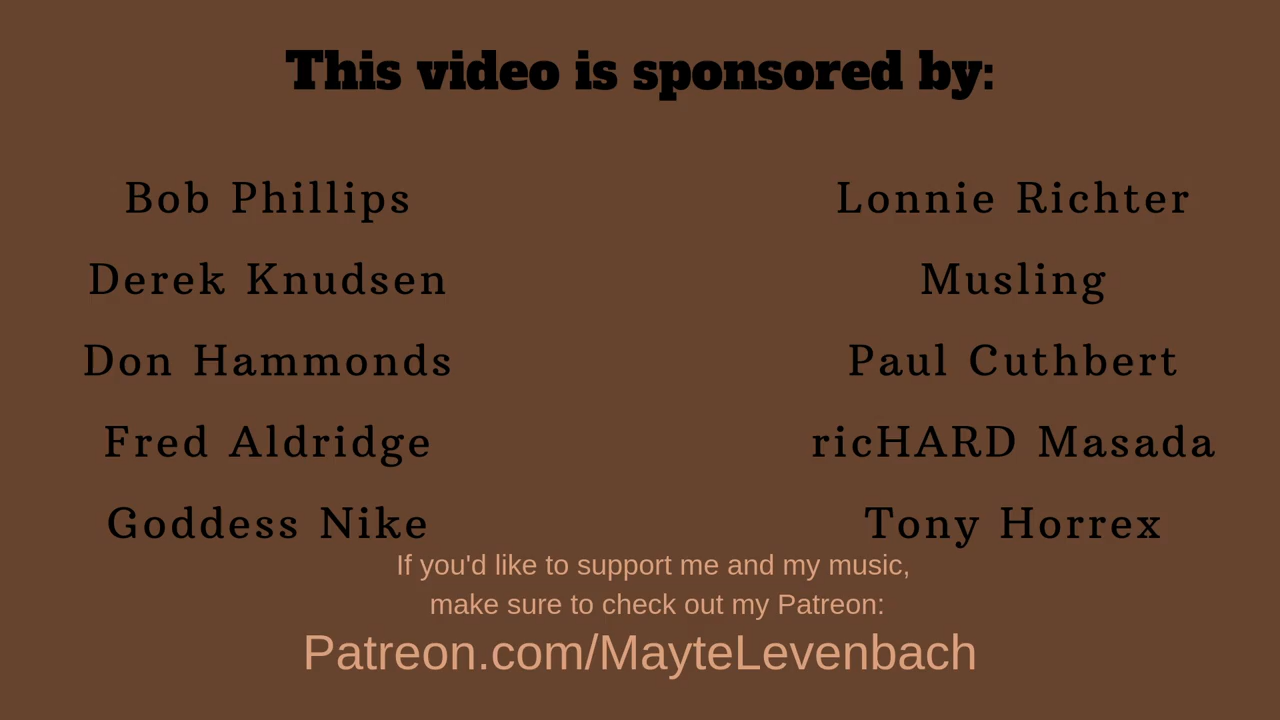 This video is sponsored by:
Bob Phillips
Derek Knudsen
Don Hammonds
Fred Aldridge
Goddess Nike
Lonnie Richter
Musling
Paul Cuthbert
ricHARD Masada
Tony Horrex
If you'd like to support me and my music,
make sure to check out my Patreon:
Patreon.com/MayteLevenbach